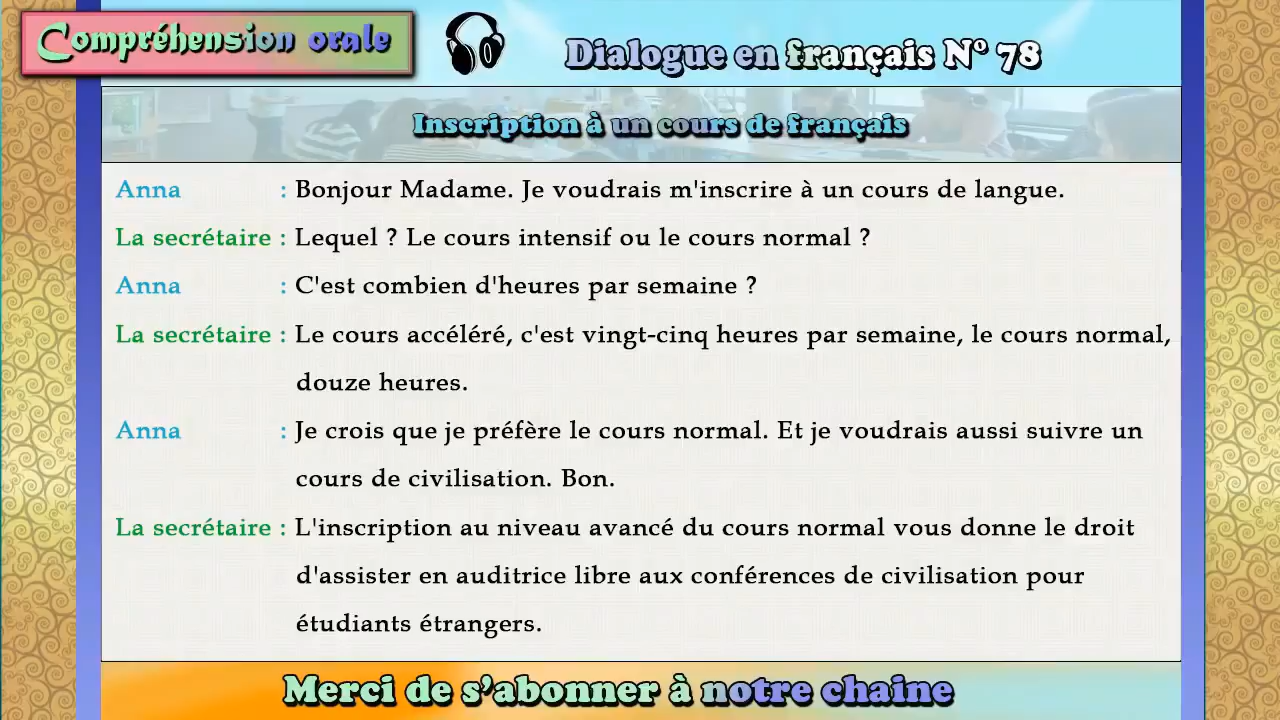 Compréhension orale
Dialogue en français N° 78
Inscription à un cours de français
Anna : Bonjour Madame. Je voudrais m'inscrire à un cours de langue.
La secrétaire : Lequel ? Le cours intensif ou le cours normal ?
Anna : C'est combien d'heures par semaine ?
La secrétaire : Le cours accéléré, c'est vingt-cinq heures par semaine, le cours normal,
douze heures.
Anna : Je crois que je préfère le cours normal. Et je voudrais aussi suivre un
cours de civilisation. Bon.
La secrétaire : L'inscription au niveau avancé du cours normal vous donne le droit
d'assister en auditrice libre aux conférences de civilisation pour
étudiants étrangers.
Merci de s'abonner à notre chaine